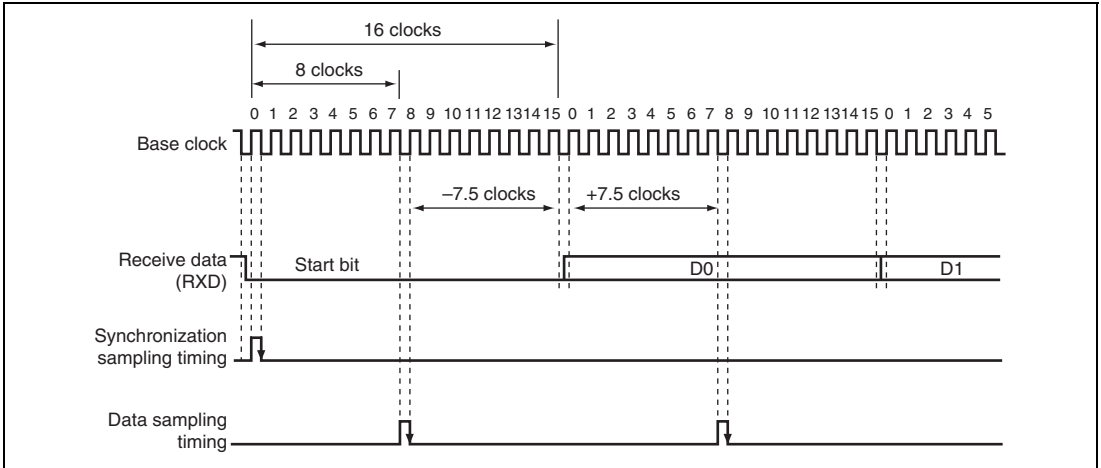 16 clocks
8 clocks
0 1 2 3 4 5 6 7 8 9 10 11 12 13 14 15 0 1 2 3 4 5 6 7 8 9 10 11 12 13 14 15 0 1 2 3 4 5
Base clock
–7.5 clocks +7.5 clocks
Receive data
(RXD)
Start bit D0 D1
Synchronization
sampling timing
Data sampling
timing